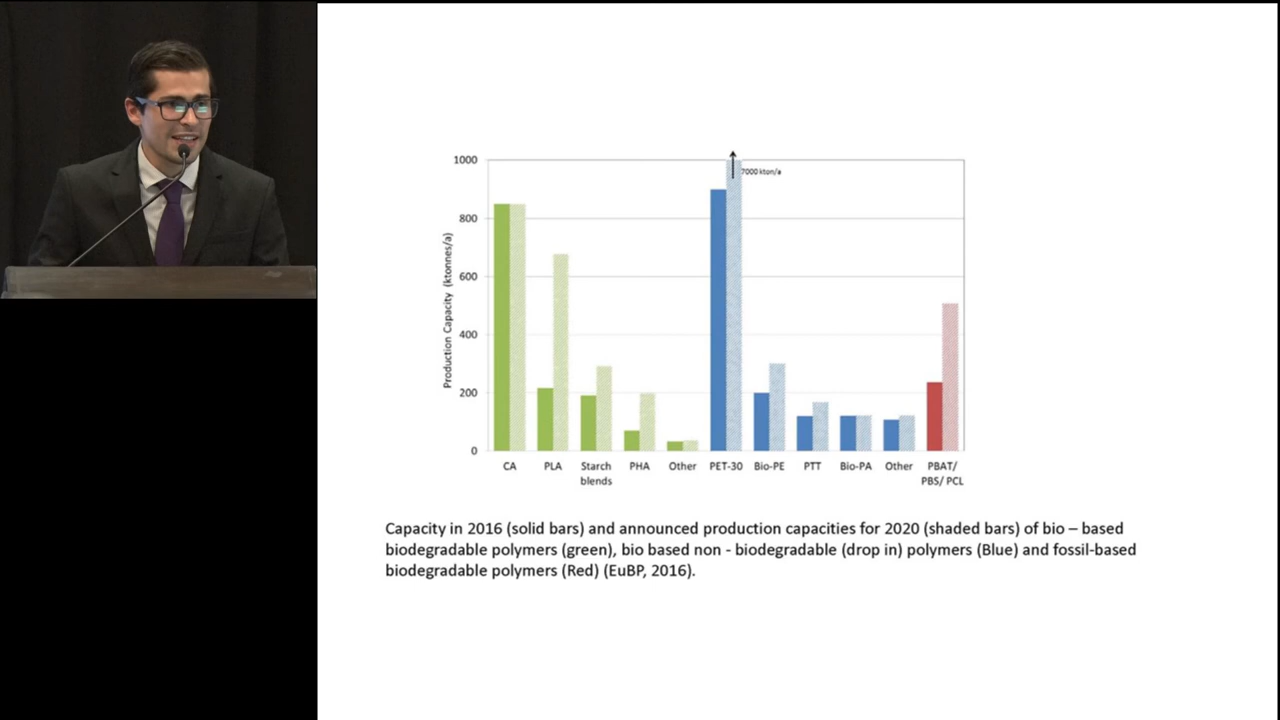 1000
7000 kton/a
800
600
400
200
0
Production Capacity (ktonnes/a)
CA PLA Starch blends PHA Other PET-30 Bio-PE PTT Bio-PA Other PBAT/ PBS/ PCL
Capacity in 2016 (solid bars) and announced production capacities for 2020 (shaded bars) of bio – based
biodegradable polymers (green), bio based non - biodegradable (drop in) polymers (Blue) and fossil-based
biodegradable polymers (Red) (EuBP, 2016).